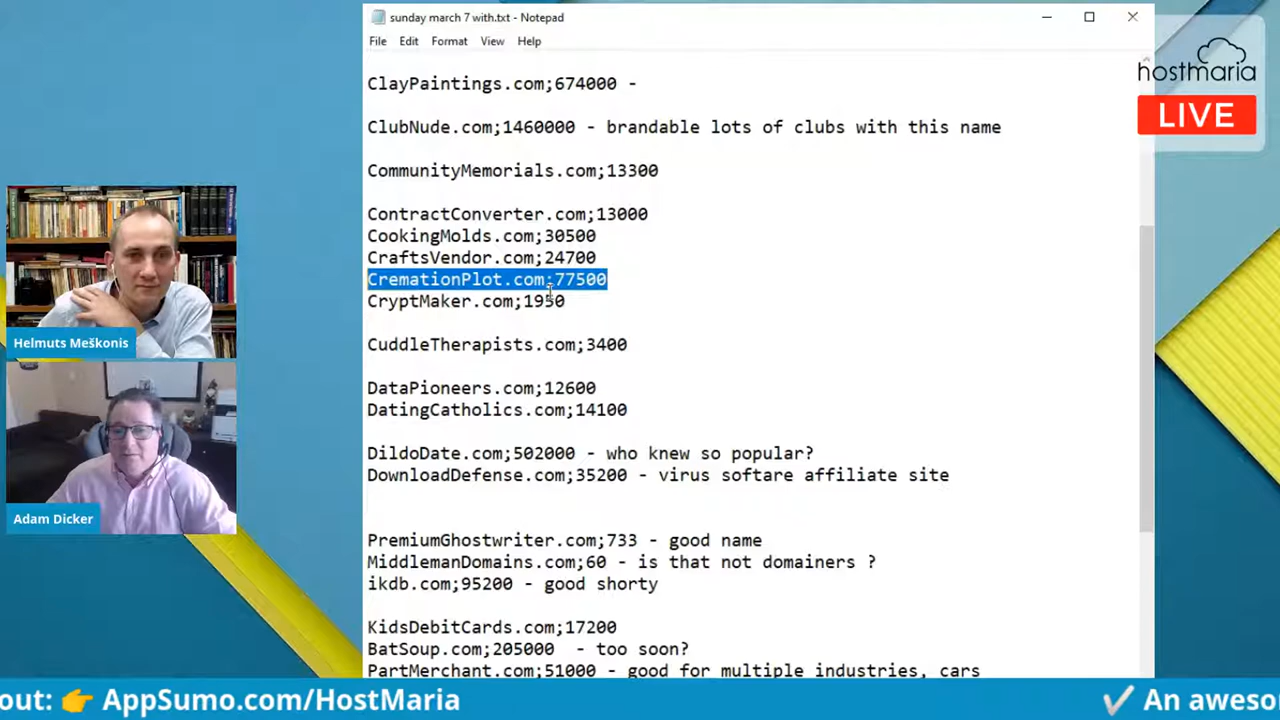 sunday march 7 with.txt - Notepad
File Edit Format View Help
ClayPaintings.com;674000 -
ClubNude.com;1460000 - brandable lots of clubs with this name
CommunityMemorials.com;13300
ContractConverter.com;13000
CookingMolds.com;30500
CraftsVendor.com;24700
CremationPlot.com;77500
CryptMaker.com;1950
CuddleTherapists.com;3400
DataPioneers.com;12600
DatingCatholics.com;14100
DildoDate.com;502000 - who knew so popular?
DownloadDefense.com;35200 - virus softare affiliate site
PremiumGhostwriter.com;733 - good name
MiddlemanDomains.com;60 - is that not domainers ?
ikdb.com;95200 - good shorty
KidsDebitCards.com;17200
BatSoup.com;205000  - too soon?
PartMerchant.com;51000 - good for multiple industries, cars
hostmaria
LIVE
Helmuts Meškonis
Adam Dicker
out: 👉 AppSumo.com/HostMaria ✔ An aweso